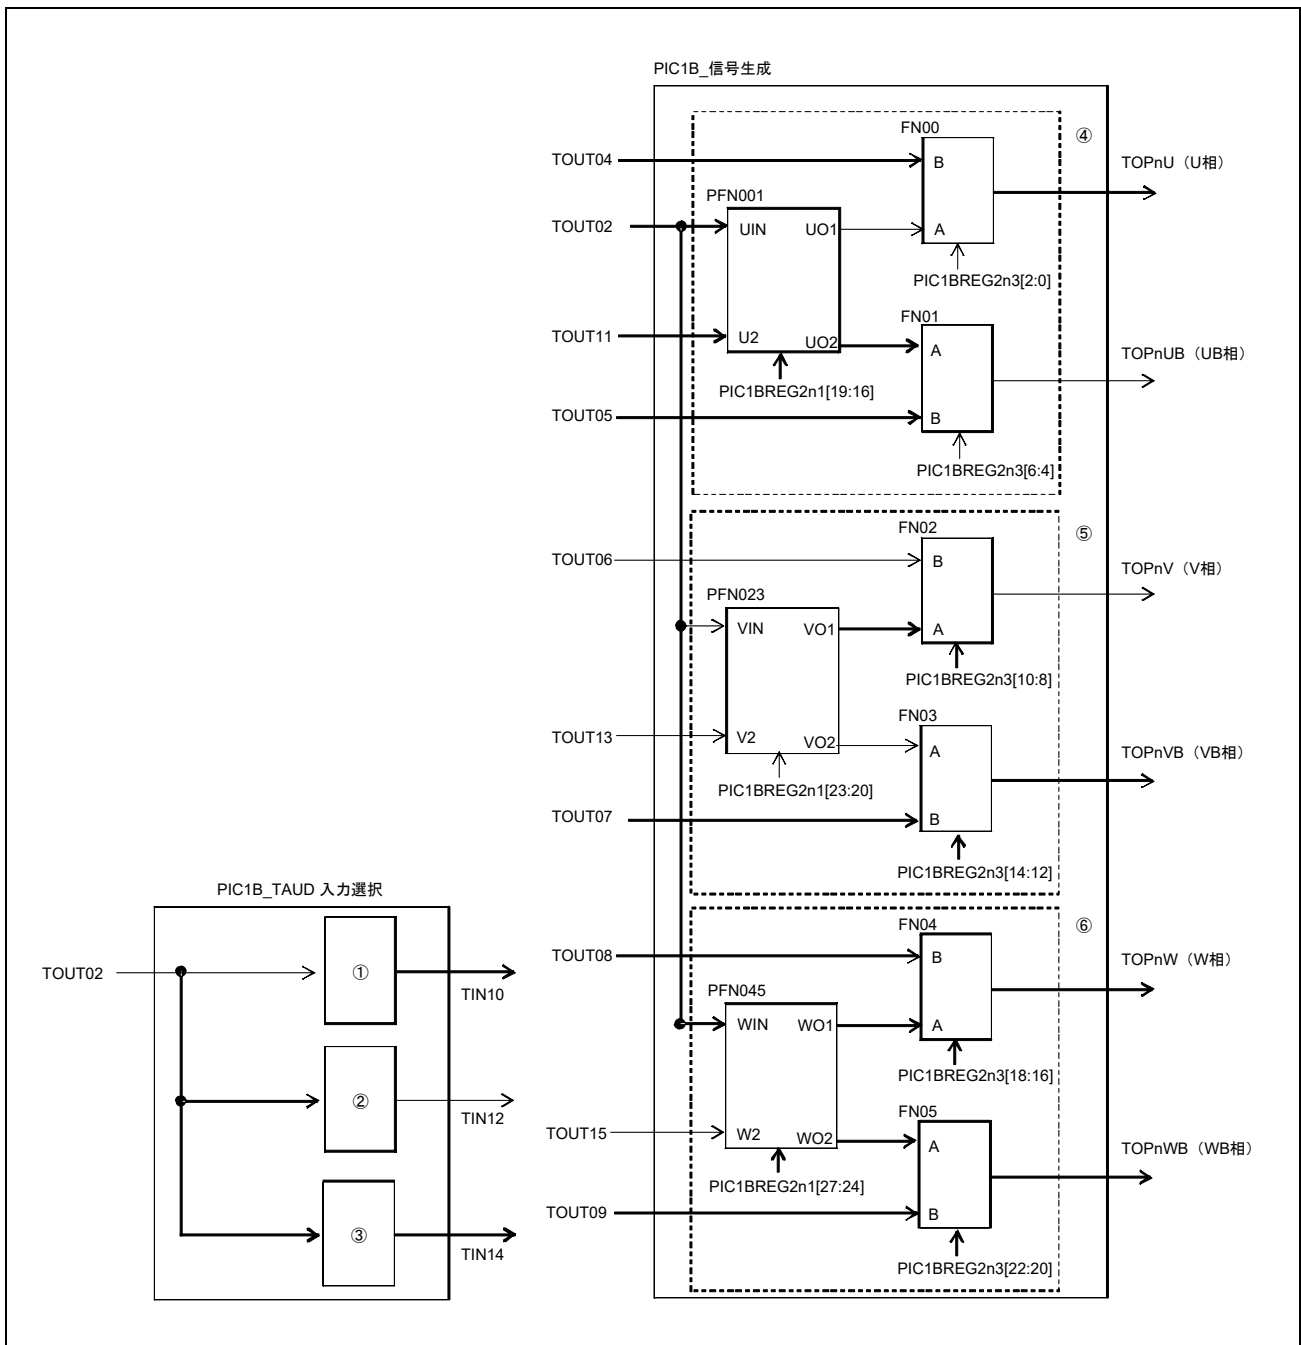 PIC1B_信号生成
FN00
④
TOUT04
B
TOPnU（U相）
PFN001
TOUT02
UIN
UO1
A
PIC1BREG2n3[2:0]
FN01
TOUT11
U2
UO2
A
TOPnUB（UB相）
PIC1BREG2n1[19:16]
TOUT05
B
PIC1BREG2n3[6:4]
FN02
⑤
TOUT06
B
TOPnV（V相）
PFN023
VIN
VO1
A
PIC1BREG2n3[10:8]
FN03
TOUT13
V2
VO2
A
TOPnVB（VB相）
PIC1BREG2n1[23:20]
TOUT07
B
PIC1BREG2n3[14:12]
PIC1B_TAUD 入力選択
TOUT02
①
TIN10
②
TIN12
③
TIN14
FN04
⑥
TOUT08
B
TOPnW（W相）
PFN045
WIN
WO1
A
PIC1BREG2n3[18:16]
FN05
TOUT15
W2
WO2
A
TOPnWB（WB相）
PIC1BREG2n1[27:24]
TOUT09
B
PIC1BREG2n3[22:20]